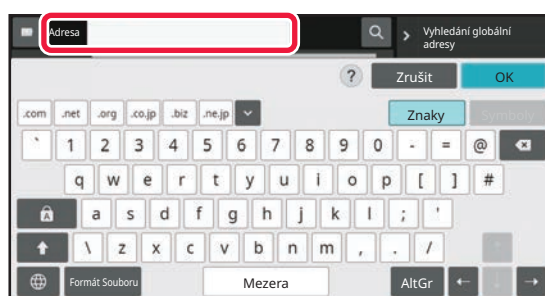 Adresa
Vyhledání globální
adresy
? Zrušit OK
.com .net .org .co.jp .biz .ne.jp Znaky Symboly
` 1 2 3 4 5 6 7 8 9 0 - = @
q w e r t y u i o p [ ] #
A a s d f g h j k l ; '
\ z x c v b n m , . /
Formát Souboru Mezera AltGr